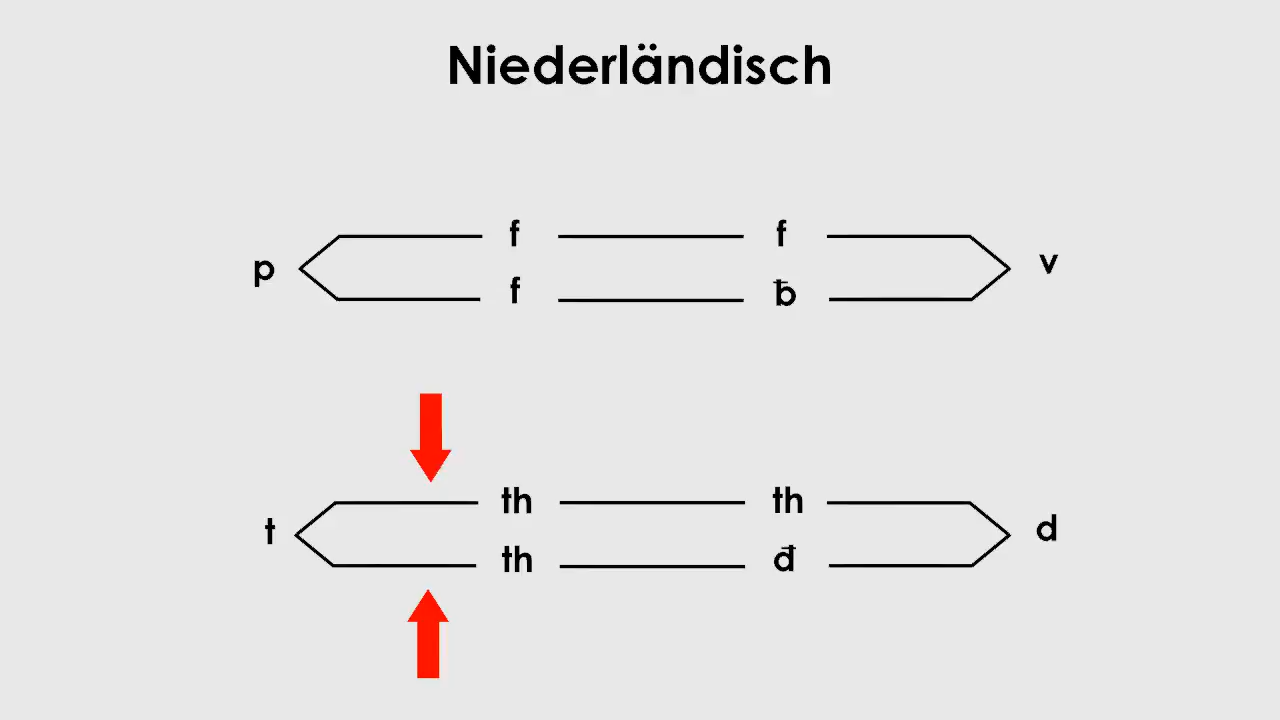 Niederländisch
f f
p v
f ƀ
th th
t d
th đ